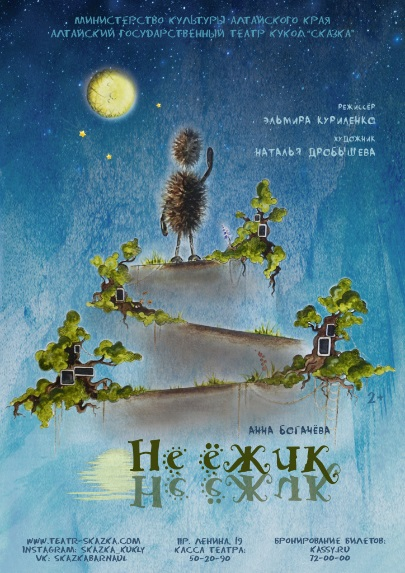 Министерство культуры Алтайского края
Алтайский государственный театр кукол "Сказка"
режиссёр
Эльмира Куриленко
художник
Наталья Дробышева
2+
Анна Богачёва
Не ёжик
www.teatr-skazka.com
Instagram: skazka_kukly
VK: skazkabarnaul
пр. Ленина, 19
касса театра:
50-20-90
Бронирование билетов:
kassy.ru
72-00-00